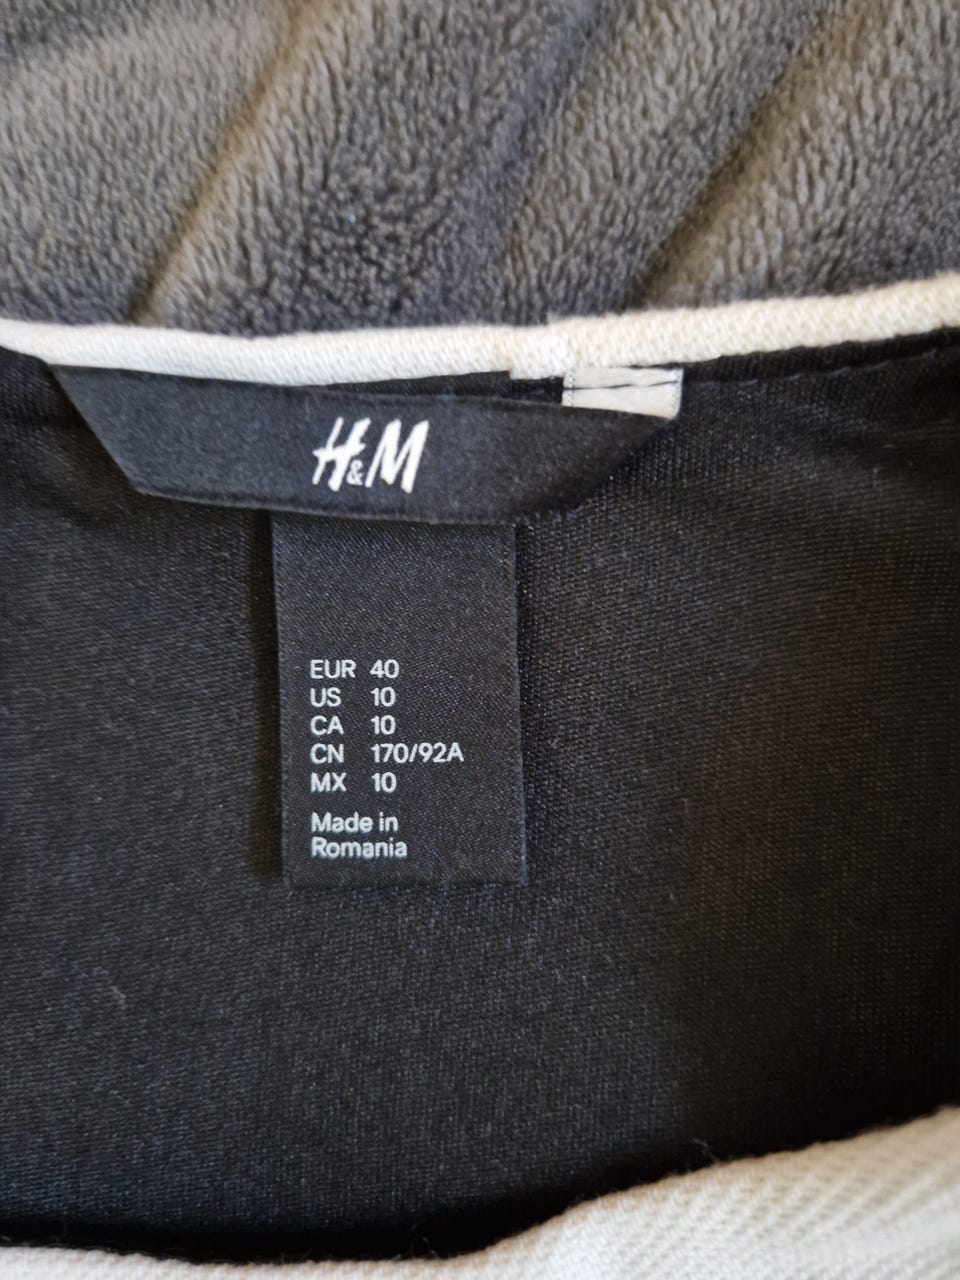 H&M
EUR 40
US 10
CA 10
CN 170/92A
MX 10
Made in
Romania